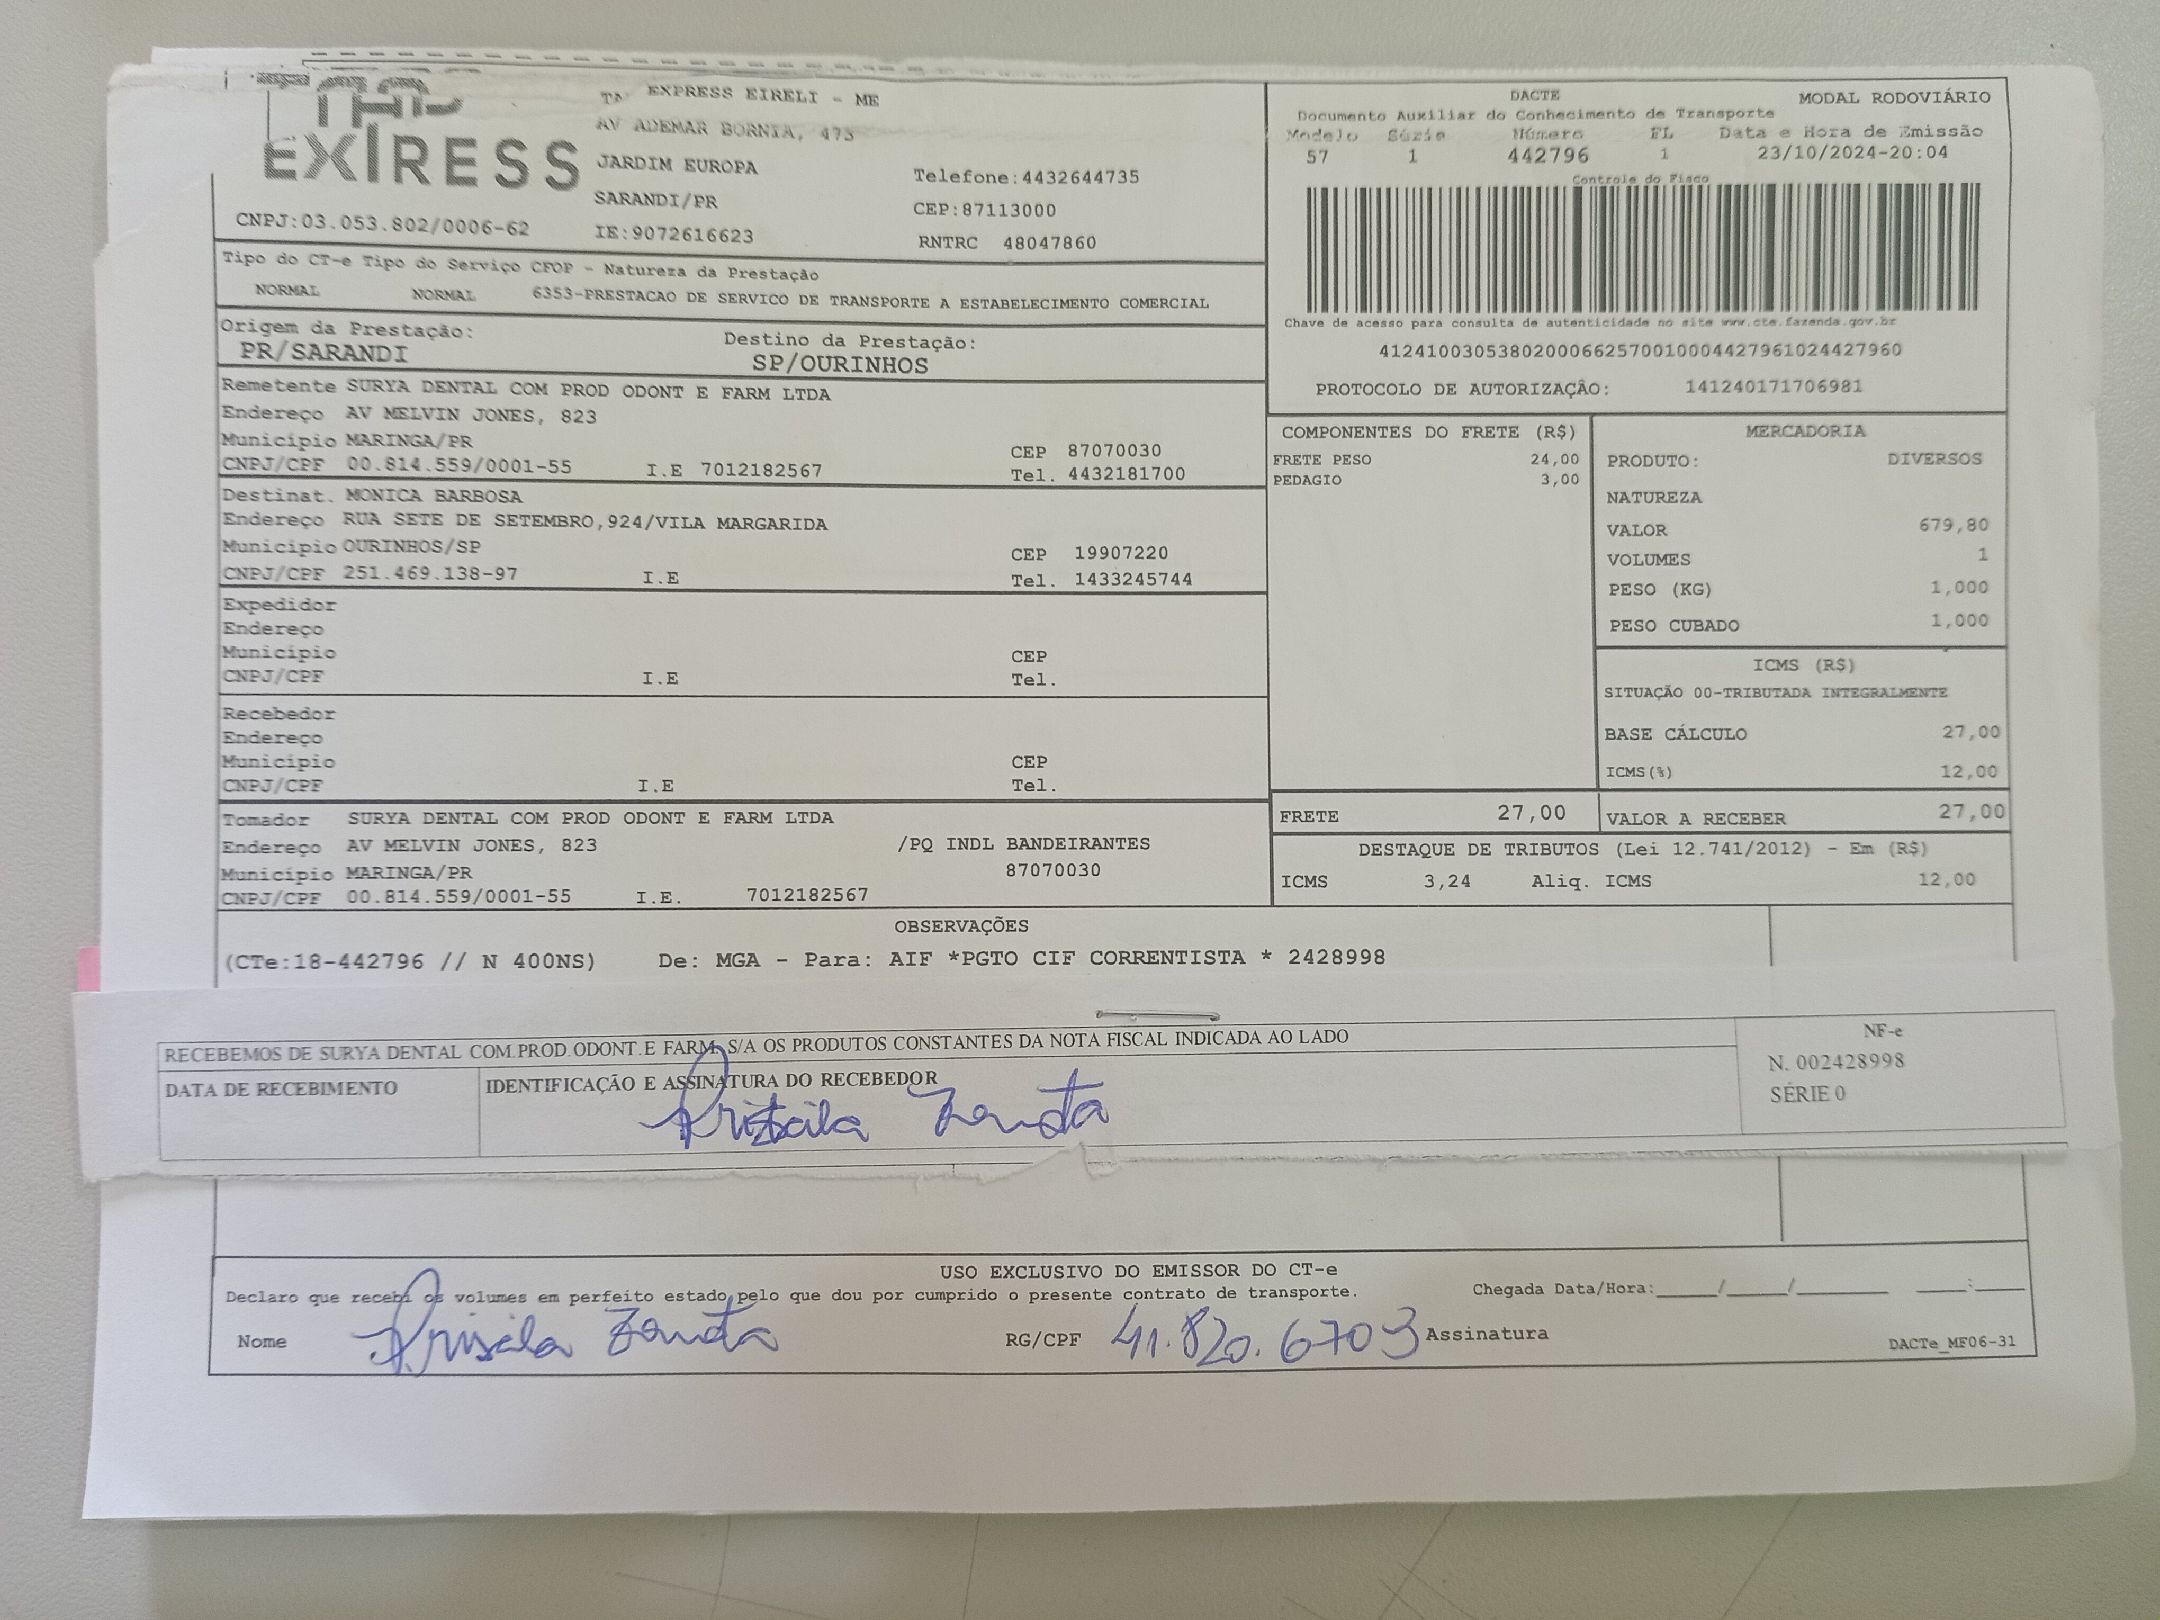 EXPRESS EIRELI - ME
AV ADEMAR BORNIA, 475
JARDIM EUROPA
SARANDI/PR
Telefone:4432644735
CEP:87113000
CNPJ:03.053.802/0006-62
IE:9072616623
RNTRC 48047860
DACTE
MODAL RODOVIÁRIO
Documento Auxiliar do Conhecimento de Transporte
Modelo Série Número FL Data e Hora de Emissão
57 1 442796 1 23/10/2024-20:04
Controle do Fisco
Chave de acesso para consulta de autenticidade no site www.cte.fazenda.gov.br
41241003053802000662570010004427961024427960
PROTOCOLO DE AUTORIZAÇÃO: 141240171706981
Tipo do CT-e Tipo do Serviço CFOP - Natureza da Prestação
NORMAL NORMAL 6353-PRESTACAO DE SERVICO DE TRANSPORTE A ESTABELECIMENTO COMERCIAL
Origem da Prestação: Destino da Prestação:
PR/SARANDI SP/OURINHOS
Remetente SURYA DENTAL COM PROD ODONT E FARM LTDA
Endereço AV MELVIN JONES, 823
Município MARINGA/PR CEP 87070030
CNPJ/CPF 00.814.559/0001-55 I.E 7012182567 Tel. 4432181700
Destinat. MONICA BARBOSA
Endereço RUA SETE DE SETEMBRO,924/VILA MARGARIDA
Município OURINHOS/SP CEP 19907220
CNPJ/CPF 251.469.138-97 I.E Tel. 1433245744
Expedidor
Endereço
Município CEP
CNPJ/CPF I.E Tel.
Recebedor
Endereço
Município CEP
CNPJ/CPF I.E Tel.
Tomador SURYA DENTAL COM PROD ODONT E FARM LTDA
Endereço AV MELVIN JONES, 823 /PQ INDL BANDEIRANTES
Município MARINGA/PR 87070030
CNPJ/CPF 00.814.559/0001-55 I.E. 7012182567
COMPONENTES DO FRETE (R$)
FRETE PESO 24,00
PEDAGIO 3,00
MERCADORIA
PRODUTO: DIVERSOS
NATUREZA
VALOR 679,80
VOLUMES 1
PESO (KG) 1,000
PESO CUBADO 1,000
ICMS (R$)
SITUAÇÃO 00-TRIBUTADA INTEGRALMENTE
BASE CÁLCULO 27,00
ICMS(%) 12,00
FRETE 27,00 VALOR A RECEBER 27,00
DESTAQUE DE TRIBUTOS (Lei 12.741/2012) - Em (R$)
ICMS 3,24 Aliq. ICMS 12,00
OBSERVAÇÕES
(CTe:18-442796 // N 400NS) De: MGA - Para: AIF *PGTO CIF CORRENTISTA * 2428998
RECEBEMOS DE SURYA DENTAL COM.PROD.ODONT.E FARM. S/A OS PRODUTOS CONSTANTES DA NOTA FISCAL INDICADA AO LADO
DATA DE RECEBIMENTO
IDENTIFICAÇÃO E ASSINATURA DO RECEBEDOR
Priscila Zanota
NF-e
N. 002428998
SÉRIE 0
USO EXCLUSIVO DO EMISSOR DO CT-e
Declaro que recebi os volumes em perfeito estado pelo que dou por cumprido o presente contrato de transporte. Chegada Data/Hora:____/____/______ ____:____
Nome Priscila Zanota RG/CPF 41.820.6703 Assinatura
DACTe_MF06-31